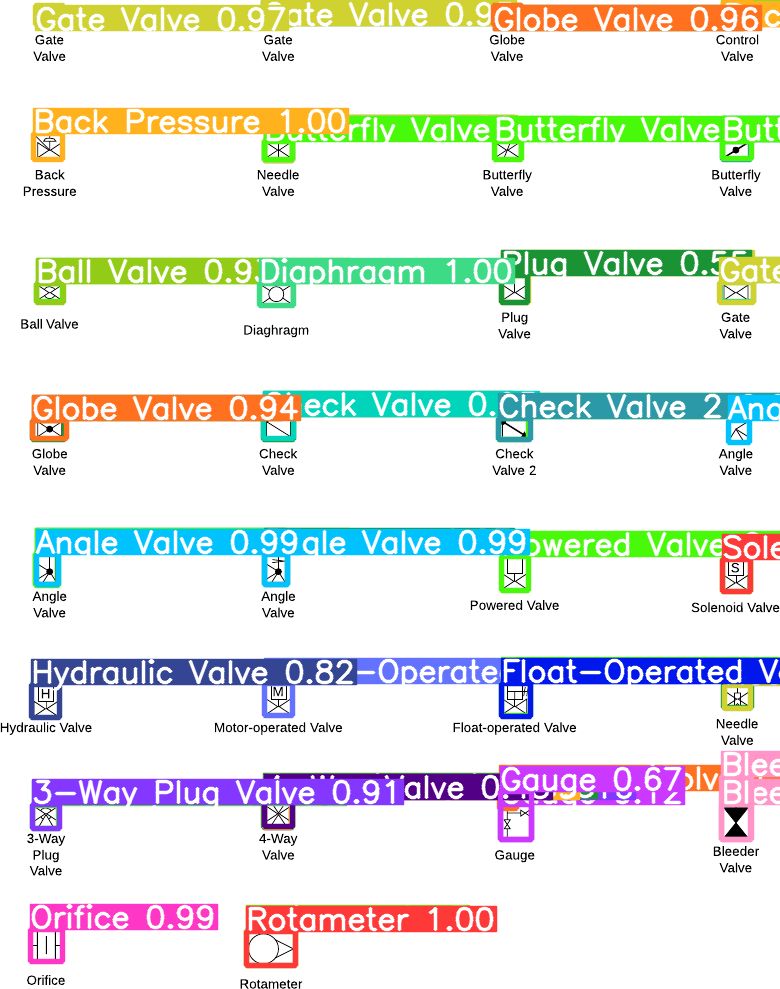 Gate Valve 0.97
ate Valve 0.9
Globe Valve 0.96
Gate
Valve
Gate
Valve
Globe
Valve
Control
Valve
Back Pressure 1.00
Butterfly Valve
Butterfly Valve
Butt
Back
Pressure
Needle
Valve
Butterfly
Valve
Butterfly
Valve
Ball Valve 0.9
Diaphragm 1.00
Plug Valve 0.55
Gate
Ball Valve
Diaghragm
Plug
Valve
Gate
Valve
Globe Valve 0.94
eck Valve 0.
Check Valve 2
Ang
Globe
Valve
Check
Valve
Check
Valve 2
Angle
Valve
Angle Valve 0.99
gle Valve 0.99
owered Valve
Sole
S
Angle
Valve
Angle
Valve
Powered Valve
Solenoid Valve
Hydraulic Valve 0.82
-Operate
Float-Operated V
H
M
Hydraulic Valve
Motor-operated Valve
Float-operated Valve
Needle
Valve
3-Way Plug Valve 0.91
Valve 0
Gauge 0.67
Blee
Blee
3-Way
Plug
Valve
4-Way
Valve
Gauge
Bleeder
Valve
Orifice 0.99
Rotameter 1.00
Orifice
Rotameter